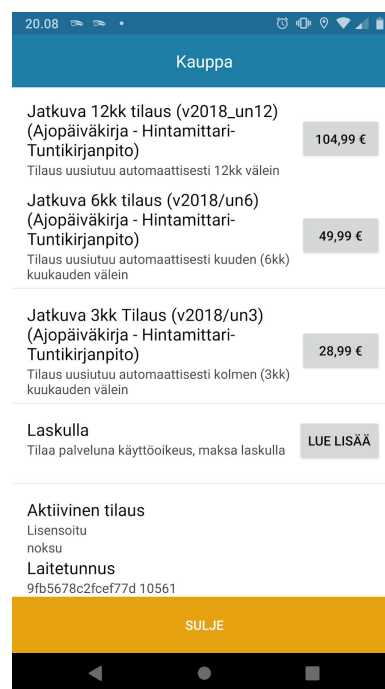 20.08
Kauppa
Jatkuva 12kk tilaus (v2018_un12)
(Ajopäiväkirja - Hintamittari-
Tuntikirjanpito)
104,99 €
Tilaus uusiutuu automaattisesti 12kk välein
Jatkuva 6kk tilaus (v2018/un6)
(Ajopäiväkirja - Hintamittari-
Tuntikirjanpito)
49,99 €
Tilaus uusiutuu automaattisesti kuuden (6kk)
kuukauden välein
Jatkuva 3kk Tilaus (v2018/un3)
(Ajopäiväkirja - Hintamittari-
Tuntikirjanpito)
28,99 €
Tilaus uusiutuu automaattisesti kolmen (3kk)
kuukauden välein
Laskulla
Tilaa palveluna käyttöoikeus, maksa laskulla
LUE LISÄÄ
Aktiivinen tilaus
Lisensoitu
noksu
Laitetunnus
9fb5678c2fcef77d 10561
SULJE